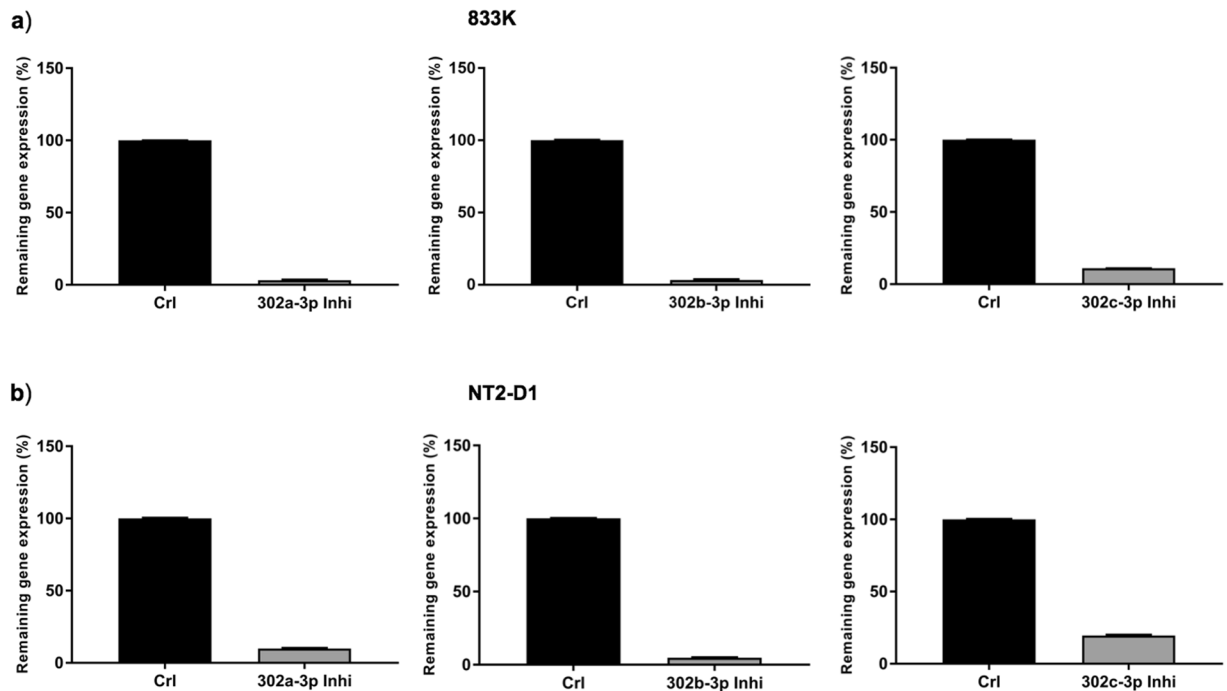 a) 833K
Remaining gene expression (%)
150
100
50
0
Crl 302a-3p Inhi
Remaining gene expression (%)
150
100
50
0
Crl 302b-3p Inhi
Remaining gene expression (%)
150
100
50
0
Crl 302c-3p Inhi
b) NT2-D1
Remaining gene expression (%)
150
100
50
0
Crl 302a-3p Inhi
Remaining gene expression (%)
150
100
50
0
Crl 302b-3p Inhi
Remaining gene expression (%)
150
100
50
0
Crl 302c-3p Inhi